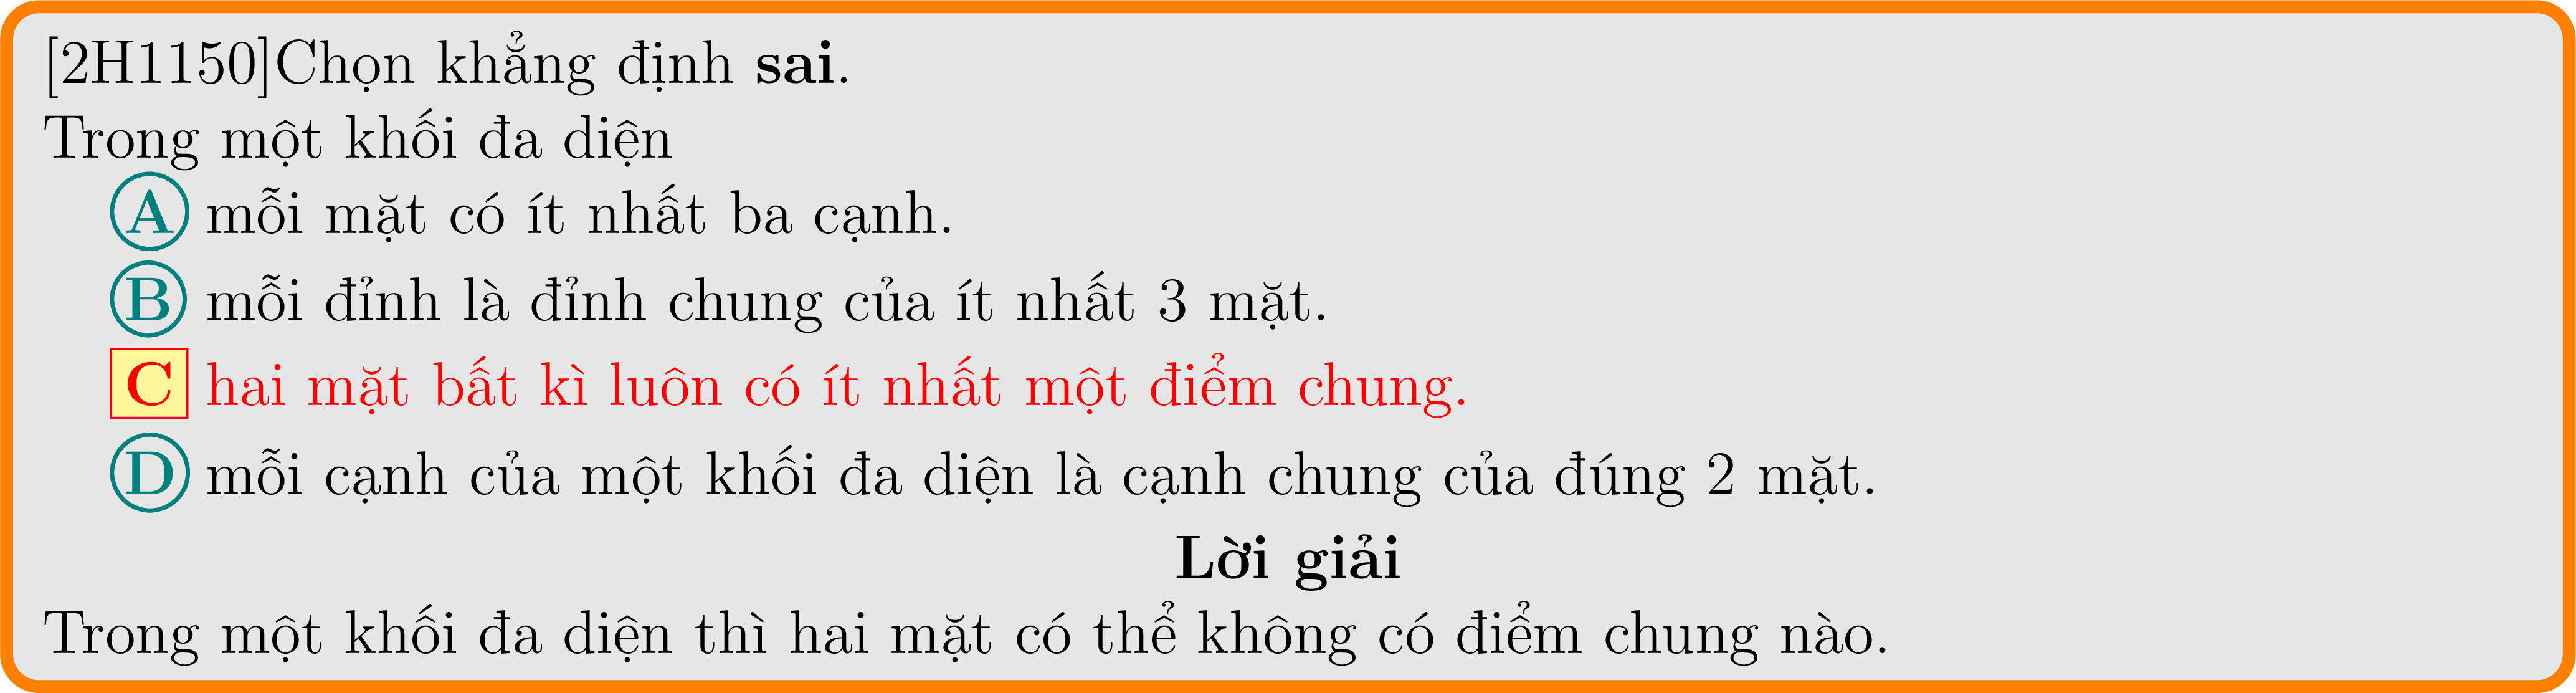 [2H1150]Chọn khẳng định sai.
Trong một khối đa diện
A mỗi mặt có ít nhất ba cạnh.
B mỗi đỉnh là đỉnh chung của ít nhất 3 mặt.
C hai mặt bất kì luôn có ít nhất một điểm chung.
D mỗi cạnh của một khối đa diện là cạnh chung của đúng 2 mặt.
Lời giải
Trong một khối đa diện thì hai mặt có thể không có điểm chung nào.